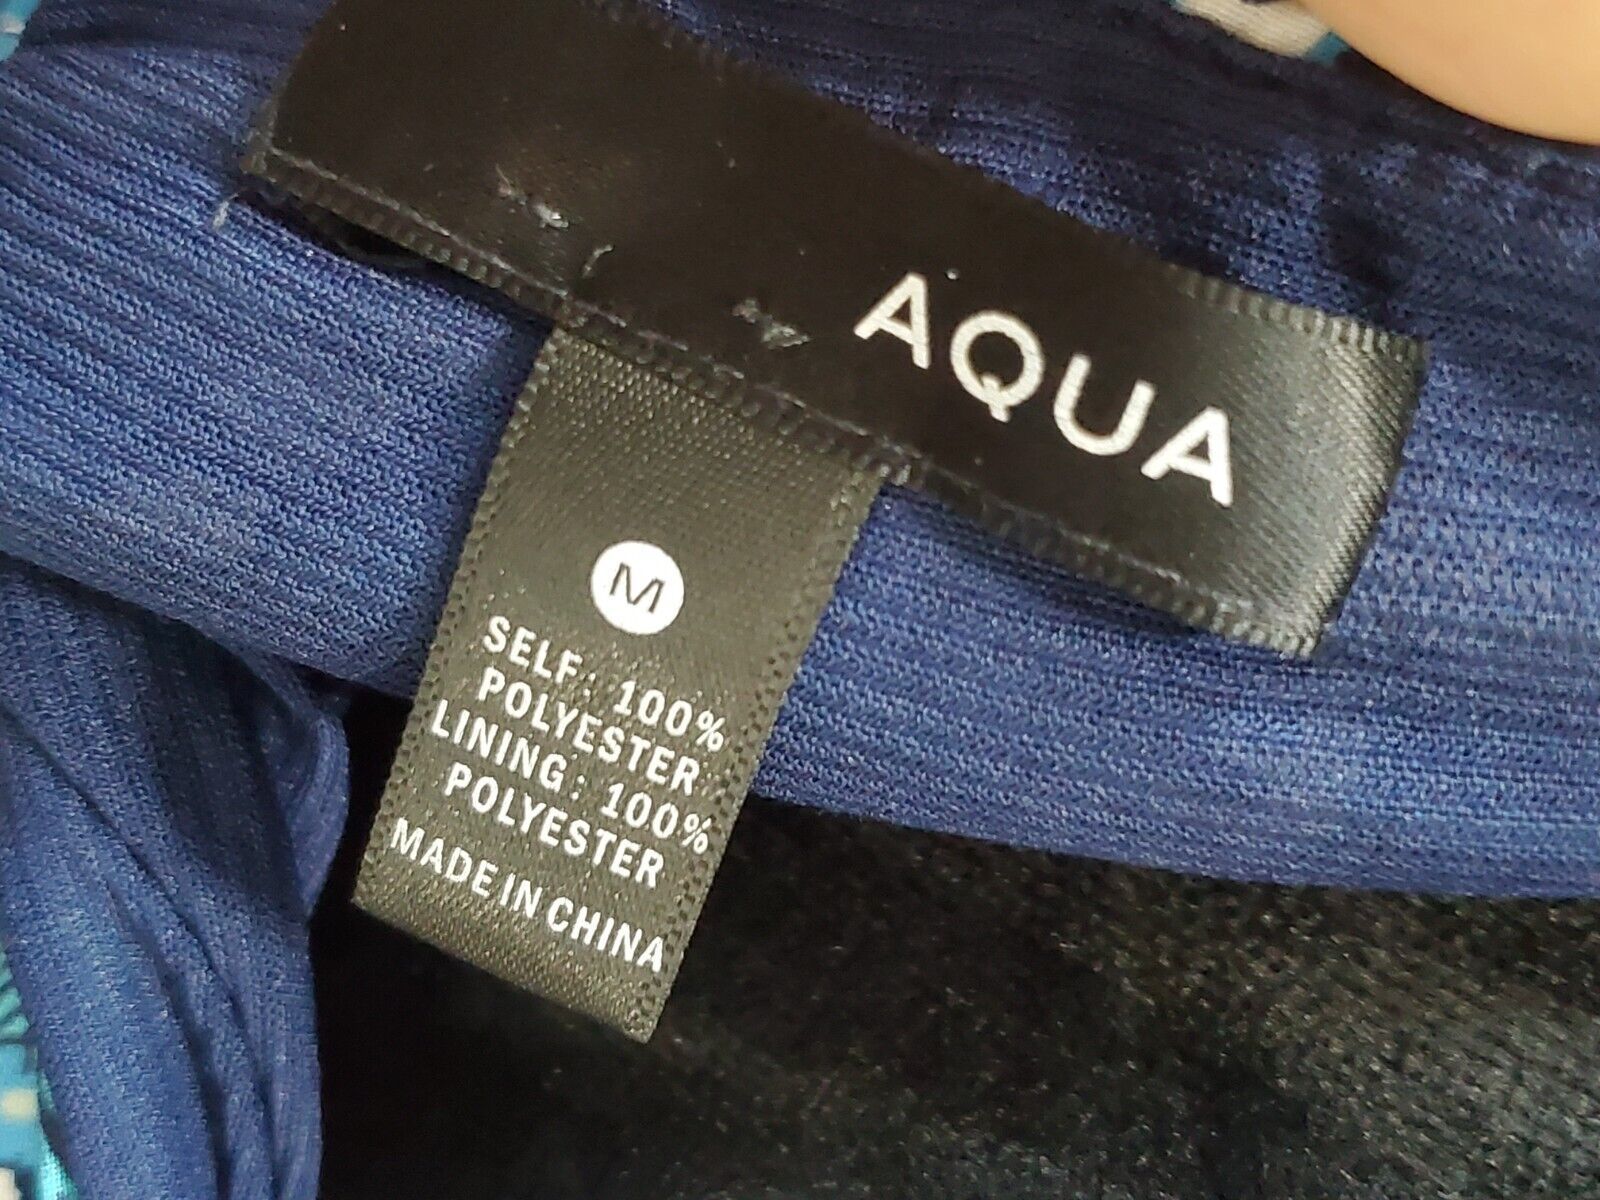 AQUA
M
SELF: 100%
POLYESTER
LINING: 100%
POLYESTER
MADE IN CHINA